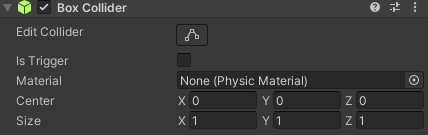 Box Collider
Edit Collider
Is Trigger
Material None (Physic Material)
Center X 0 Y 0 Z 0
Size X 1 Y 1 Z 1